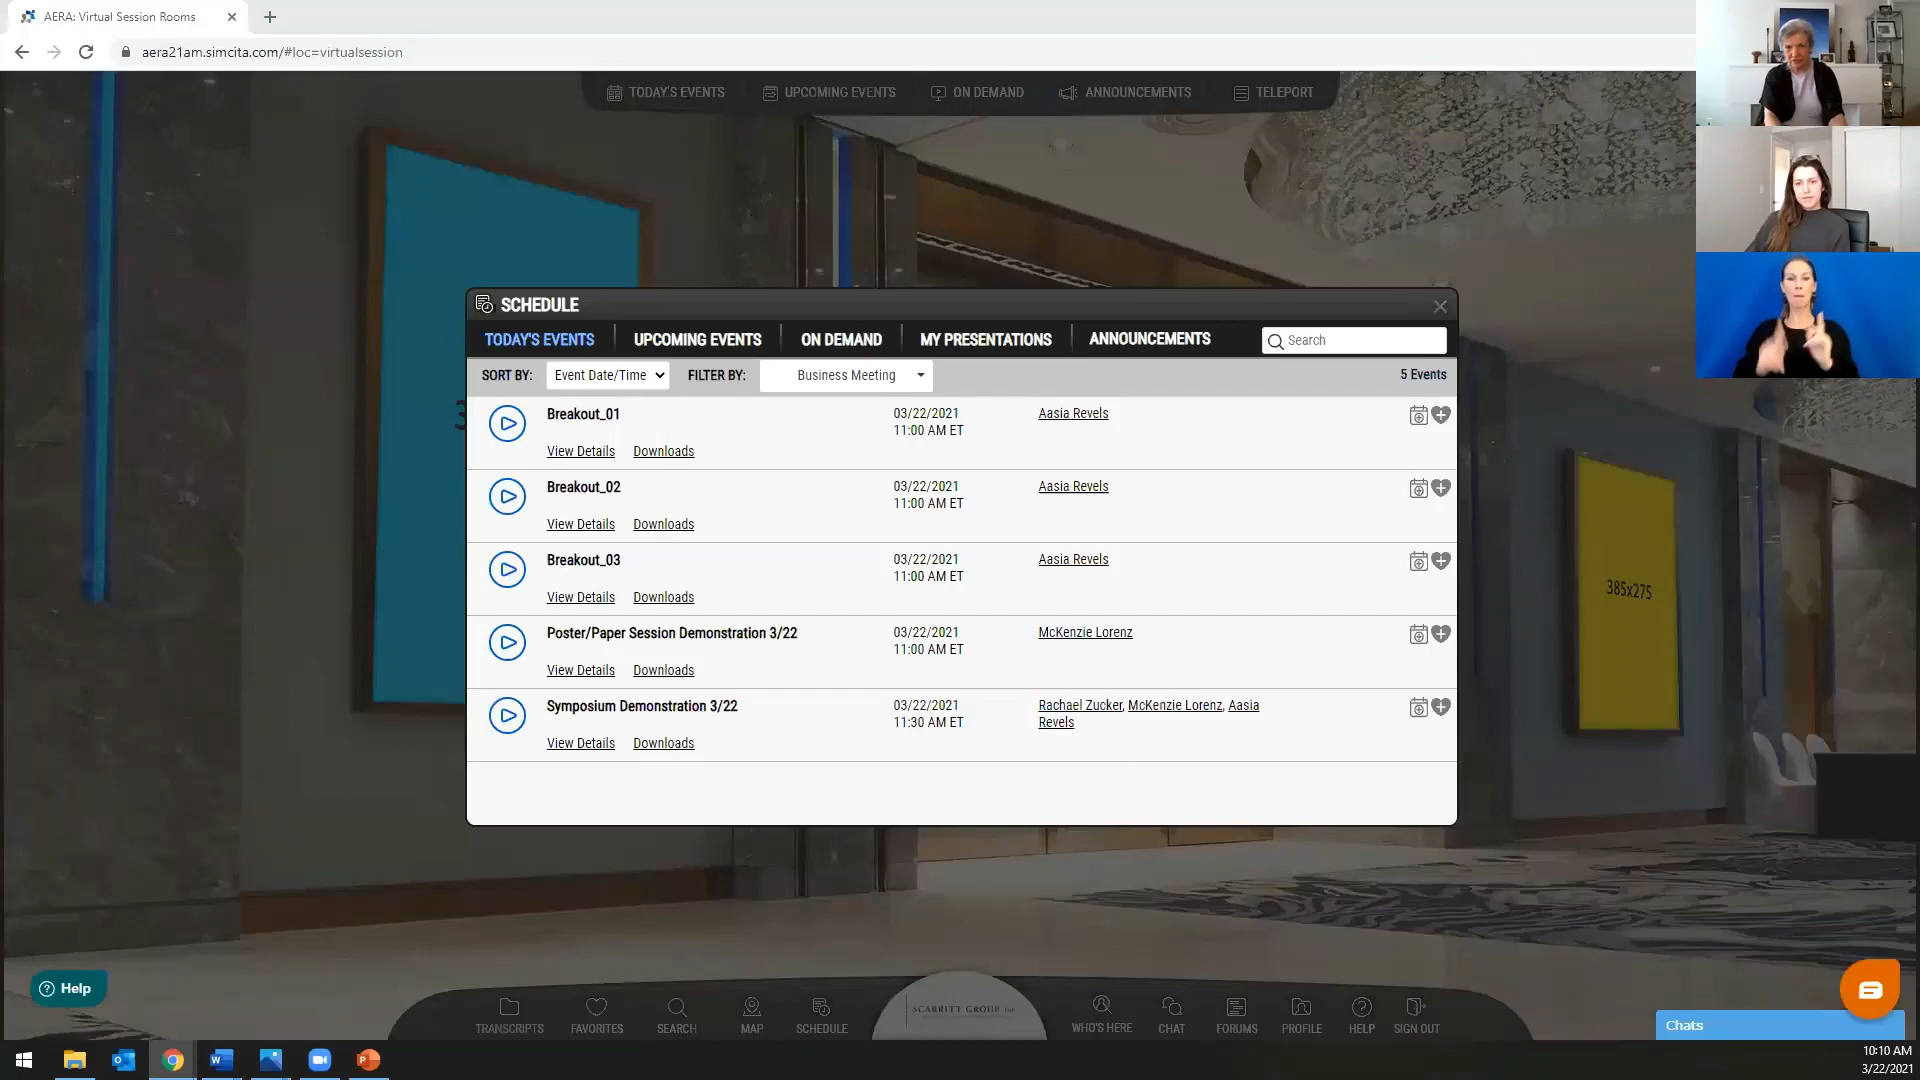 AERA: Virtual Session Rooms
aera21am.simcita.com/#loc=virtualsession
TODAY'S EVENTS UPCOMING EVENTS ON DEMAND ANNOUNCEMENTS TELEPORT
SCHEDULE
TODAY'S EVENTS UPCOMING EVENTS ON DEMAND MY PRESENTATIONS ANNOUNCEMENTS Search
SORT BY: Event Date/Time FILTER BY: Business Meeting 5 Events
Breakout_01 03/22/2021 Aasia Revels
11:00 AM ET
View Details Downloads
Breakout_02 03/22/2021 Aasia Revels
11:00 AM ET
View Details Downloads
Breakout_03 03/22/2021 Aasia Revels
11:00 AM ET
View Details Downloads
Poster/Paper Session Demonstration 3/22 03/22/2021 McKenzie Lorenz
11:00 AM ET
View Details Downloads
Symposium Demonstration 3/22 03/22/2021 Rachael Zucker, McKenzie Lorenz, Aasia
11:30 AM ET Revels
View Details Downloads
385x275
Help
SCARRITT GROUP
TRANSCRIPTS FAVORITES SEARCH MAP SCHEDULE WHO'S HERE CHAT FORUMS PROFILE HELP SIGN OUT
Chats
10:10 AM
3/22/2021